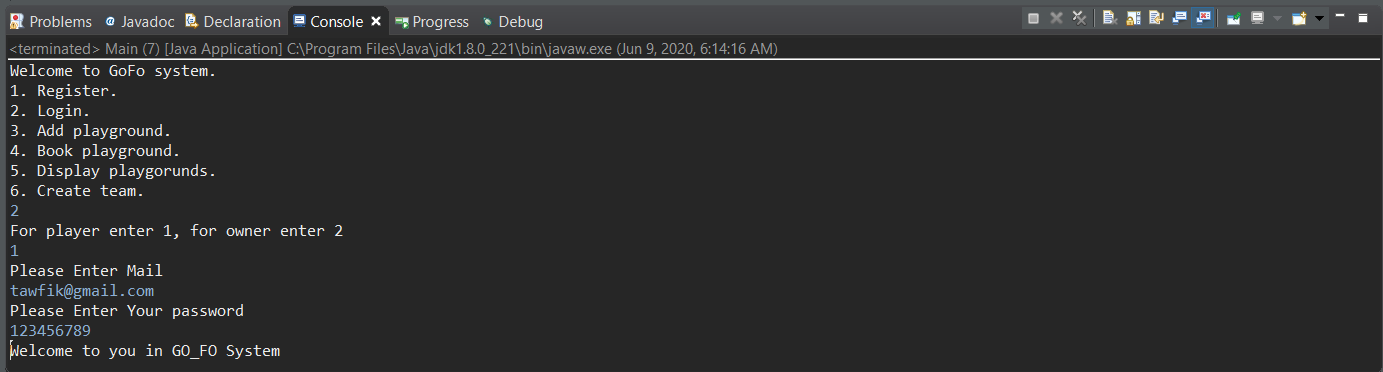 Problems Javadoc Declaration Console Progress Debug
<terminated> Main (7) [Java Application] C:\Program Files\Java\jdk1.8.0_221\bin\javaw.exe (Jun 9, 2020, 6:14:16 AM)
Welcome to GoFo system.
1. Register.
2. Login.
3. Add playground.
4. Book playground.
5. Display playgorunds.
6. Create team.
2
For player enter 1, for owner enter 2
1
Please Enter Mail
tawfik@gmail.com
Please Enter Your password
123456789
Welcome to you in GO_FO System